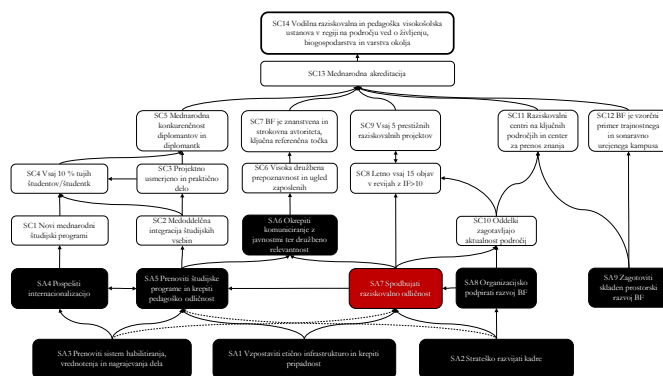 SC14 Vodilna raziskovalna in pedagoška visokošolska
ustanova v regiji na področju ved o življenju,
biogospodarstva in varstva okolja
SC13 Mednarodna akreditacija
SC5 Mednarodna
konkurenčnost
diplomantov in
diplomantk
SC7 BF je znanstvena in
strokovna avtoriteta,
ključna referenčna točka
SC9 Vsaj 5 prestižnih
raziskovalnih projektov
SC11 Raziskovalni
centri na ključnih
področjih in center
za prenos znanja
SC12 BF je vzorčni
primer trajnostnega
in sonaravno
urejenega kampusa
SC4 Vsaj 10 % tujih
študentov/študentk
SC3 Projektno
usmerjeno in praktično
delo
SC6 Visoka družbena
prepoznavnost in ugled
zaposlenih
SC8 Letno vsaj 15 objav
v revijah z IF>10
SC1 Novi mednarodni
študijski programi
SC2 Medoddelčna
integracija študijskih
vsebin
SA6 Okrepiti
komuniciranje z
javnostmi ter družbeno
relevantnost
SC10 Oddelki
zagotavljajo
aktualnost področij
SA4 Pospešiti
internacionalizacijo
SA5 Prenoviti študijske
programe in krepiti
pedagoško odličnost
SA7 Spodbujati
raziskovalno odličnost
SA8 Organizacijsko
podpirati razvoj BF
SA9 Zagotoviti
skladen prostorski
razvoj BF
SA3 Prenoviti sistem habilitiranja,
vrednotenja in nagrajevanja dela
SA1 Vzpostaviti etično infrastrukturo in krepiti
pripadnost
SA2 Strateško razvijati kadre